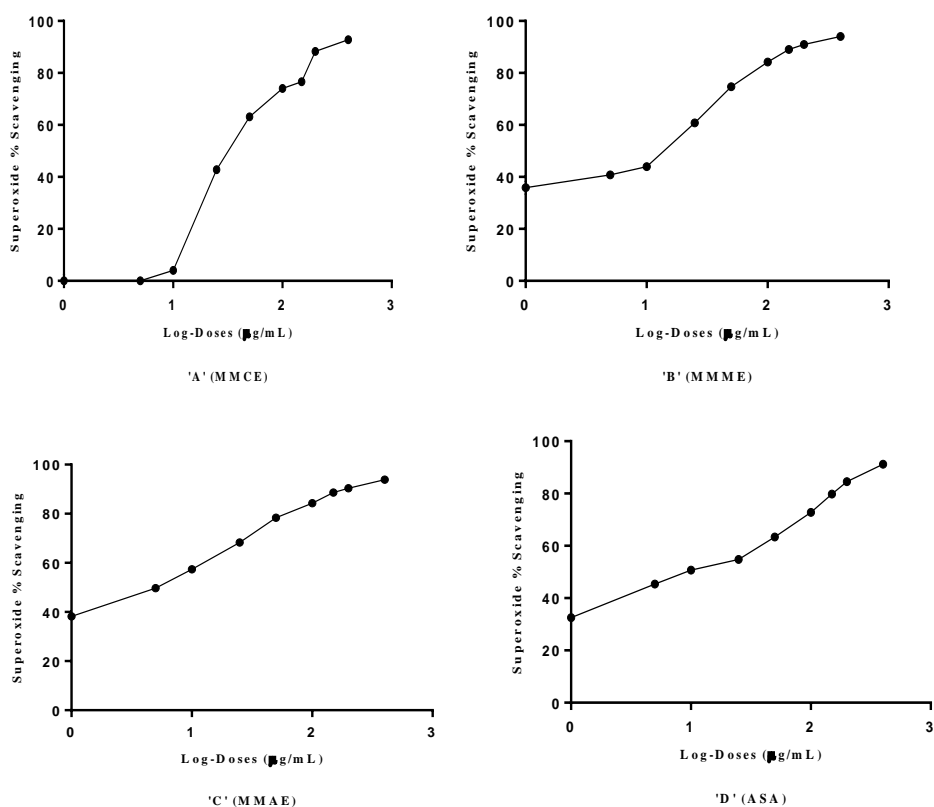 100
80
60
40
20
0
Superoxide % Scavenging
0 1 2 3
Log-Doses (µg/mL)
'A' (MMCE)
100
80
60
40
20
0
Superoxide % Scavenging
0 1 2 3
Log-Doses (µg/mL)
'B' (MMME)
100
80
60
40
20
0
Superoxide % Scavenging
0 1 2 3
Log-Doses (µg/mL)
'C' (MMAE)
100
80
60
40
20
0
Superoxide % Scavenging
0 1 2 3
Log-Doses (µg/mL)
'D' (ASA)